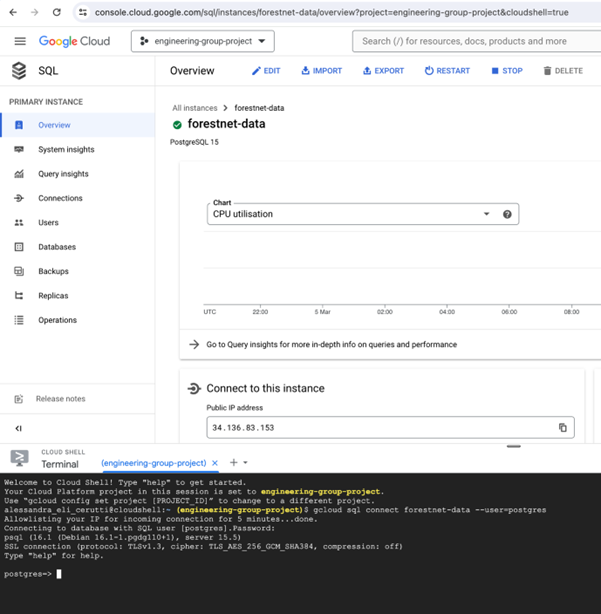 console.cloud.google.com/sql/instances/forestnet-data/overview?project=engineering-group-project&cloudshell=true
Google Cloud
engineering-group-project
Search (/) for resources, docs, products and more
SQL
Overview
EDIT
IMPORT
EXPORT
RESTART
STOP
DELETE
PRIMARY INSTANCE
Overview
System insights
Query insights
Connections
Users
Databases
Backups
Replicas
Operations
Release notes
All instances > forestnet-data
forestnet-data
PostgreSQL 15
Chart
CPU utilisation
UTC 22:00 5 Mar 02:00 04:00 06:00 08:00
Go to Query insights for more in-depth info on queries and performance
Connect to this instance
Public IP address
34.136.83.153
CLOUD SHELL
Terminal
(engineering-group-project)
Welcome to Cloud Shell! Type "help" to get started.
Your Cloud Platform project in this session is set to engineering-group-project.
Use "gcloud config set project [PROJECT_ID]" to change to a different project.
alessandra_eli_cerutti@cloudshell:~ (engineering-group-project)$ gcloud sql connect forestnet-data --user=postgres
Allowlisting your IP for incoming connection for 5 minutes...done.
Connecting to database with SQL user [postgres].Password:
psql (16.1 (Debian 16.1-1.pgdg110+1), server 15.5)
SSL connection (protocol: TLSv1.3, cipher: TLS_AES_256_GCM_SHA384, compression: off)
Type "help" for help.
postgres=>